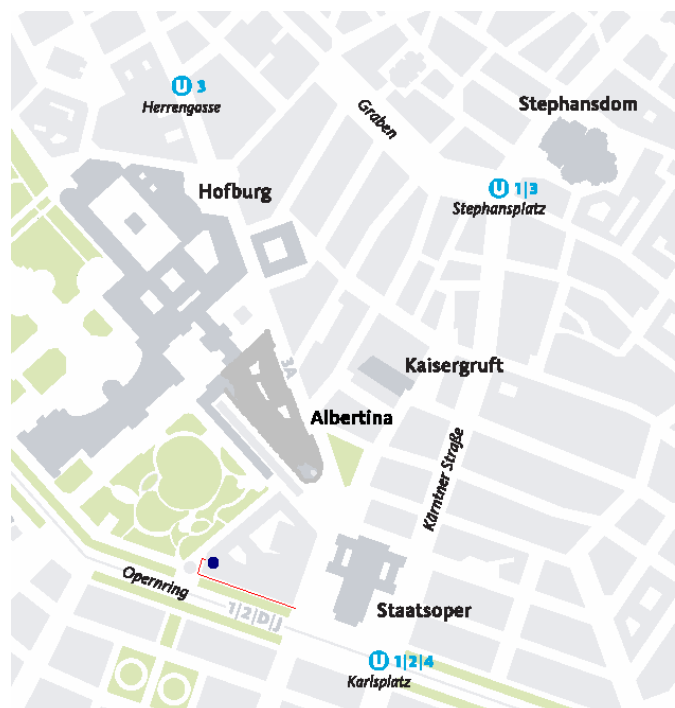 U 3
Herrengasse
Graben
Stephansdom
Hofburg
U 1|3
Stephansplatz
3A
Kaisergruft
Albertina
Kärntner Straße
Opernring
1|2|D|J
Staatsoper
U 1|2|4
Karlsplatz